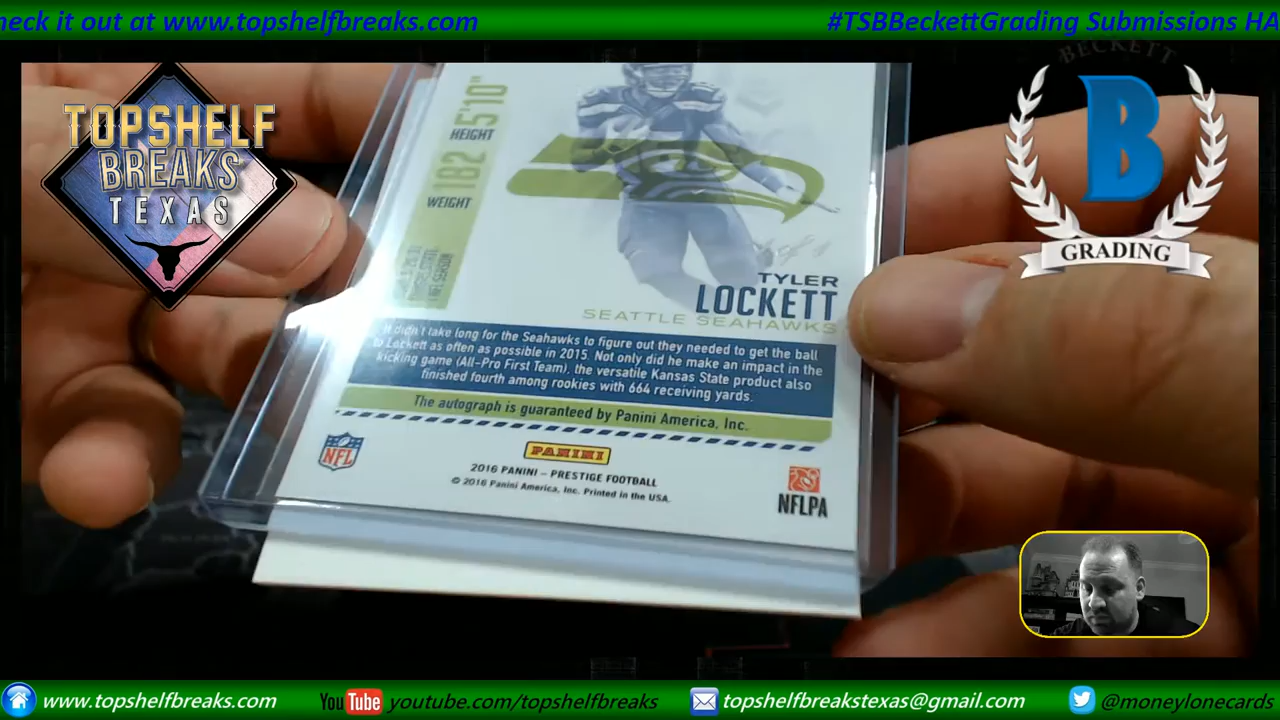 heck it out at www.topshelfbreaks.com
#TSBBeckettGrading Submissions HA
TOPSHELF
BREAKS
TEXAS
BECKETT
B
GRADING
HEIGHT 5'10"
WEIGHT 182
TYLER
LOCKETT
SEATTLE SEAHAWKS
It didn't take long for the Seahawks to figure out they needed to get the ball
to Lockett as often as possible in 2015. Not only did he make an impact in the
kicking game (All-Pro First Team), the versatile Kansas State product also
finished fourth among rookies with 664 receiving yards.
The autograph is guaranteed by Panini America, Inc.
NFL
PANINI
2016 PANINI – PRESTIGE FOOTBALL
© 2016 Panini America, Inc. Printed in the USA.
NFLPA
www.topshelfbreaks.com
YouTube youtube.com/topshelfbreaks
topshelfbreakstexas@gmail.com
@moneylonecards